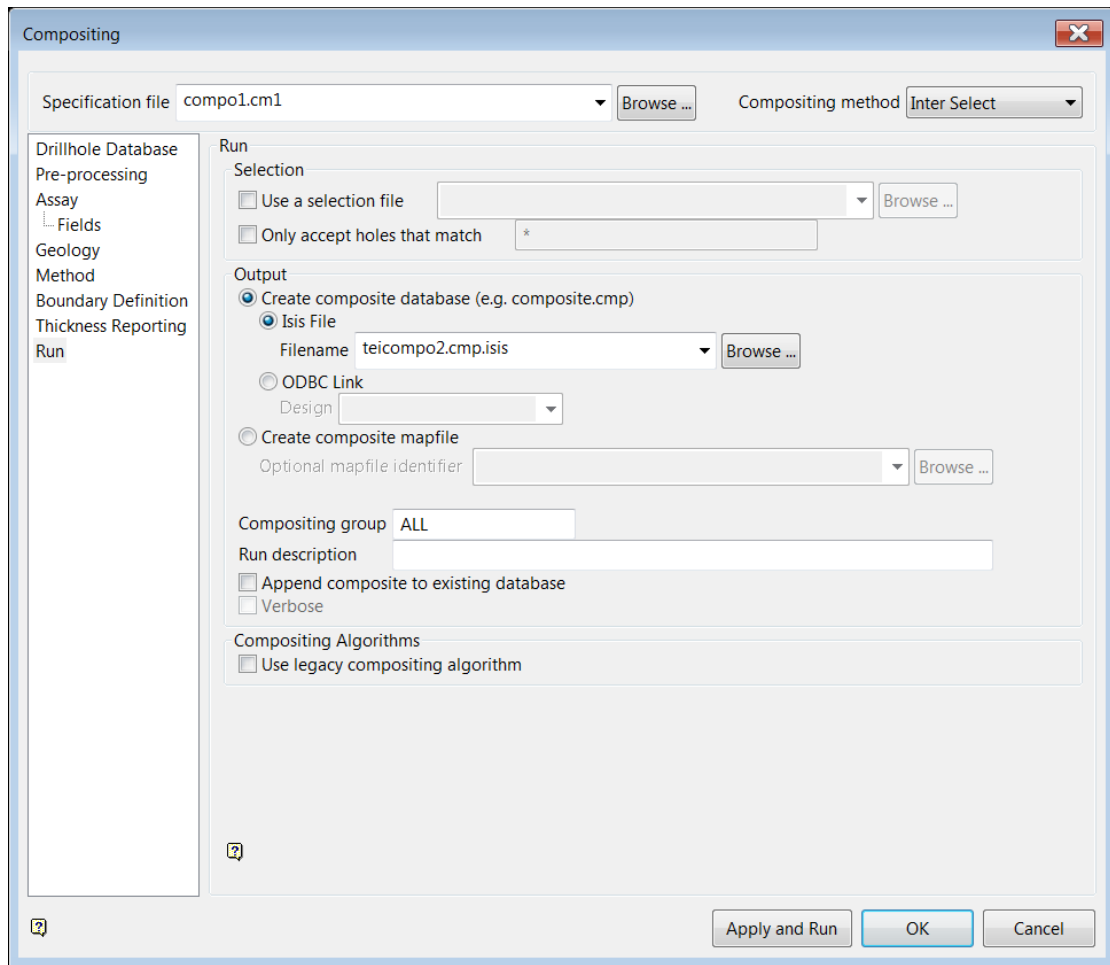 Compositing
Specification file compo1.cm1 Browse ... Compositing method Inter Select
Drillhole Database
Pre-processing
Assay
Fields
Geology
Method
Boundary Definition
Thickness Reporting
Run
Run
Selection
Use a selection file Browse ...
Only accept holes that match *
Output
Create composite database (e.g. composite.cmp)
Isis File
Filename teicompo2.cmp.isis Browse ...
ODBC Link
Design
Create composite mapfile
Optional mapfile identifier Browse ...
Compositing group ALL
Run description
Append composite to existing database
Verbose
Compositing Algorithms
Use legacy compositing algorithm
?
?
Apply and Run OK Cancel